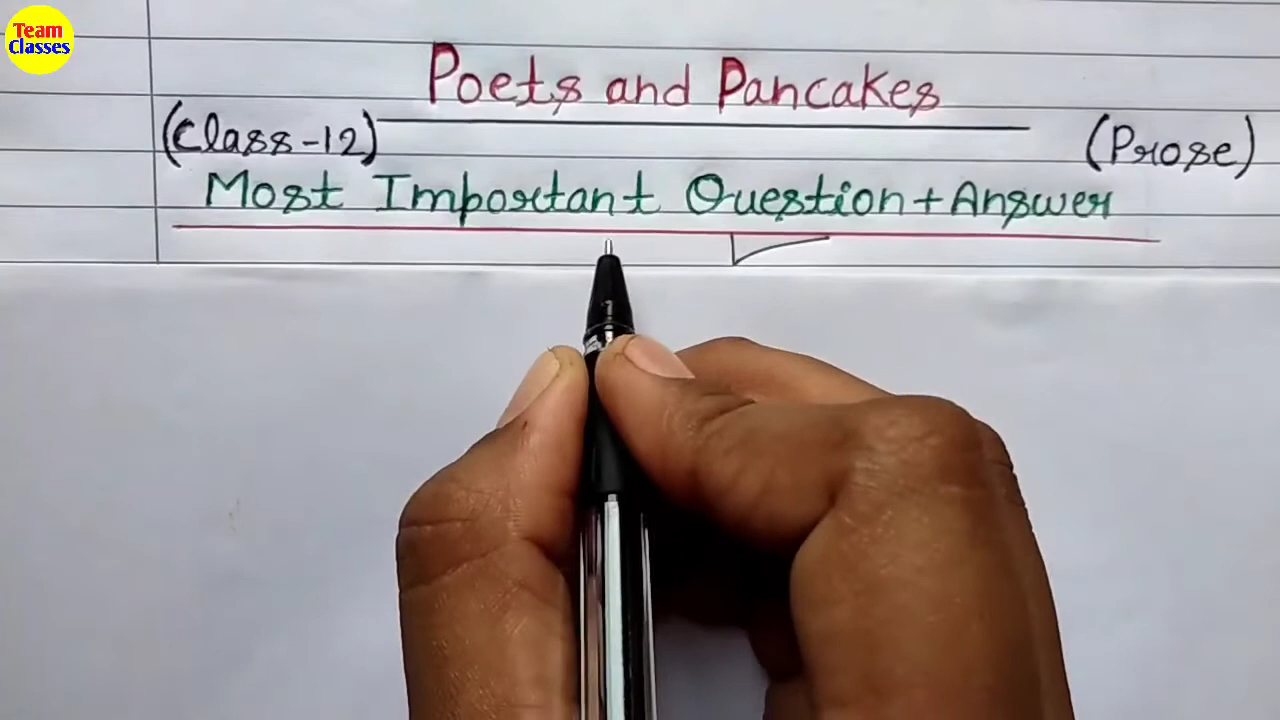 Team
Classes
Poets and Pancakes
(Class-12)
(Prose)
Most Important Question+Answer